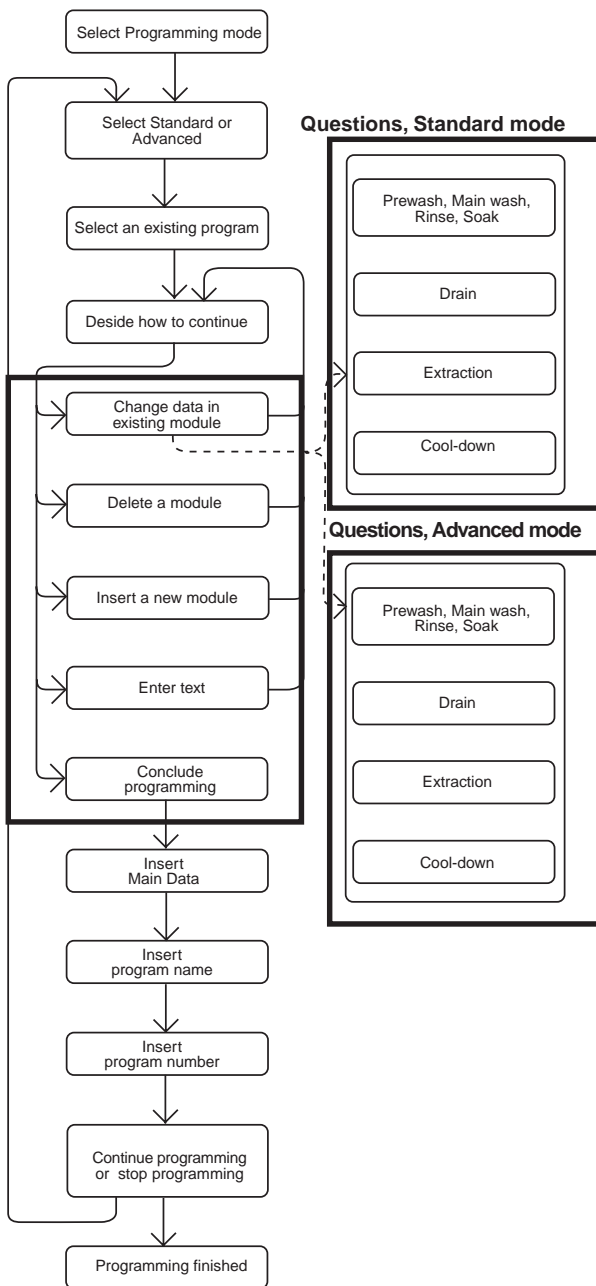 Select Programming mode
Select Standard or
Advanced
Select an existing program
Deside how to continue
Change data in
existing module
Delete a module
Insert a new module
Enter text
Conclude
programming
Insert
Main Data
Insert
program name
Insert
program number
Continue programming
or stop programming
Programming finished
Questions, Standard mode
Prewash, Main wash,
Rinse, Soak
Drain
Extraction
Cool-down
Questions, Advanced mode
Prewash, Main wash,
Rinse, Soak
Drain
Extraction
Cool-down